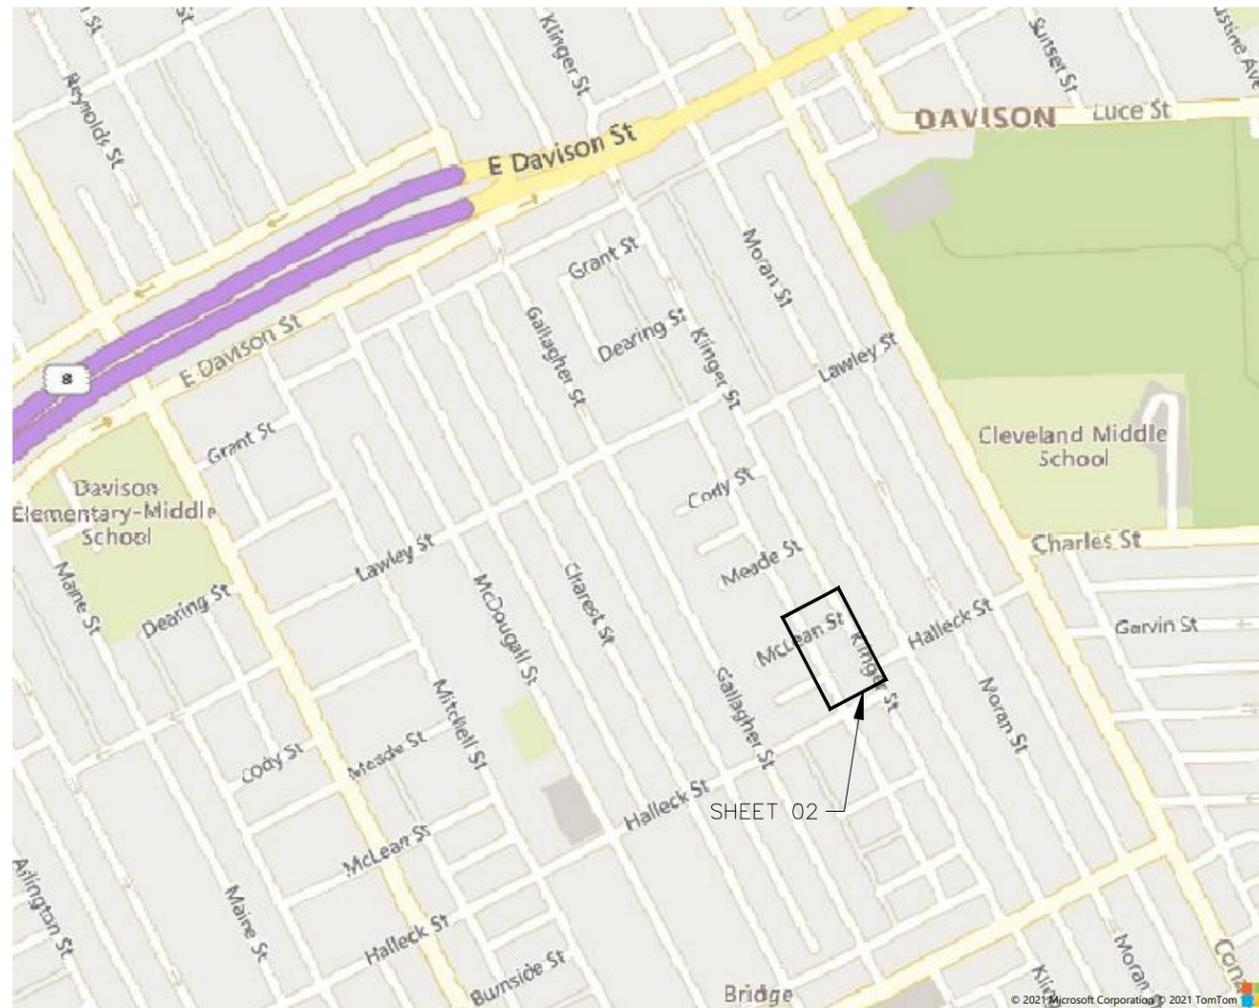 St
St
Reynolds St
Klinger St
Sunset St
DAVISON
Luce St
E Davison St
Grant St
Moran St
Dearing St
Gallagher St
Klinger St
Lawley St
E Davison St
8
Grant St
Cleveland Middle
School
Davison
Elementary-Middle
School
Cody St
Charles St
Lawley St
Meade St
Maine St
Dearing St
McDougall St
Charest St
McLean St
Klinger St
Halleck St
Garvin St
Mitchell St
Gallagher St
Moran St
Cody St
Meade St
SHEET 02
Halleck St
McLean St
Arlington St
Maine St
Halleck St
Burnside St
Bridge
Moran
© 2021 Microsoft Corporation © 2021 TomTom